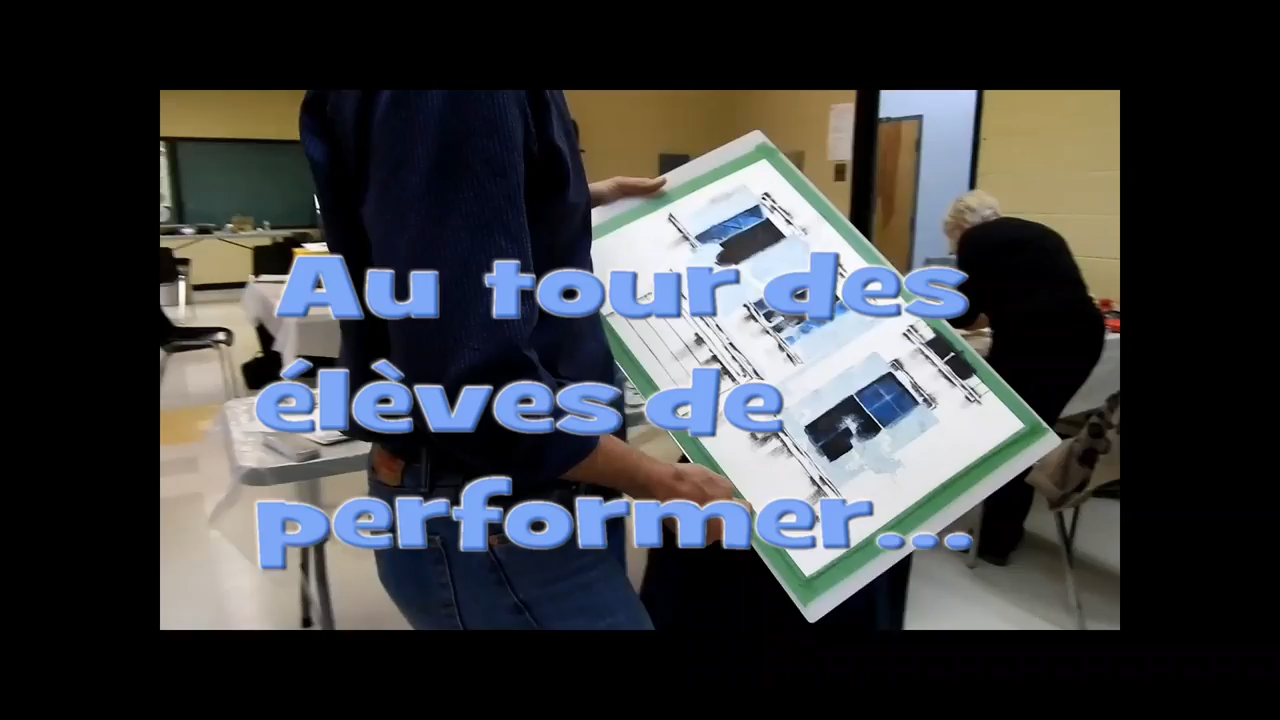 Au tour des
élèves de
performer...